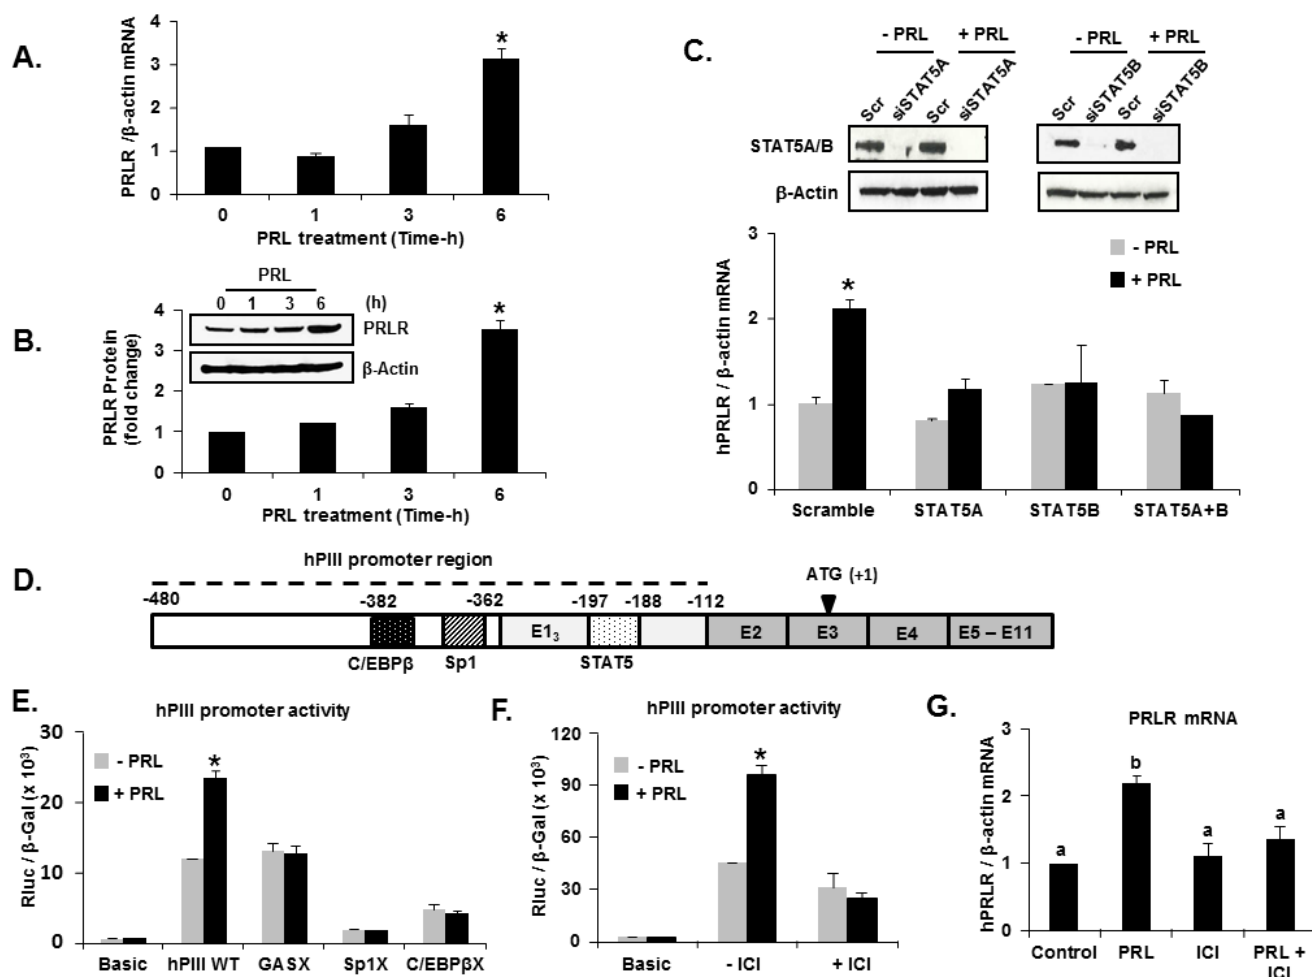 A.
PRLR /β-actin mRNA
4
3
2
1
0
*
0 1 3 6
PRL treatment (Time-h)
B.
PRLR Protein
(fold change)
4
3
2
1
0
PRL
0 1 3 6 (h)
PRLR
β-Actin
*
0 1 3 6
PRL treatment (Time-h)
C.
- PRL + PRL
Scr siSTAT5A Scr siSTAT5A
- PRL + PRL
Scr siSTAT5B Scr siSTAT5B
STAT5A/B
β-Actin
hPRLR / β-actin mRNA
3
2
1
0
- PRL
+ PRL
*
Scramble STAT5A STAT5B STAT5A+B
D.
hPIII promoter region
ATG (+1)
-480 -382 -362 -197 -188 -112
E1₃ E2 E3 E4 E5 – E11
C/EBPβ Sp1 STAT5
E.
hPIII promoter activity
Rluc / β-Gal (x 10³)
30
20
10
0
- PRL
+ PRL
*
Basic hPIII WT GASX Sp1X C/EBPβX
F.
hPIII promoter activity
Rluc / β-Gal (x 10³)
120
90
60
30
0
- PRL
+ PRL
*
Basic - ICI + ICI
G.
PRLR mRNA
hPRLR / β-actin mRNA
3
2
1
0
a b a a
Control PRL ICI PRL +
ICI